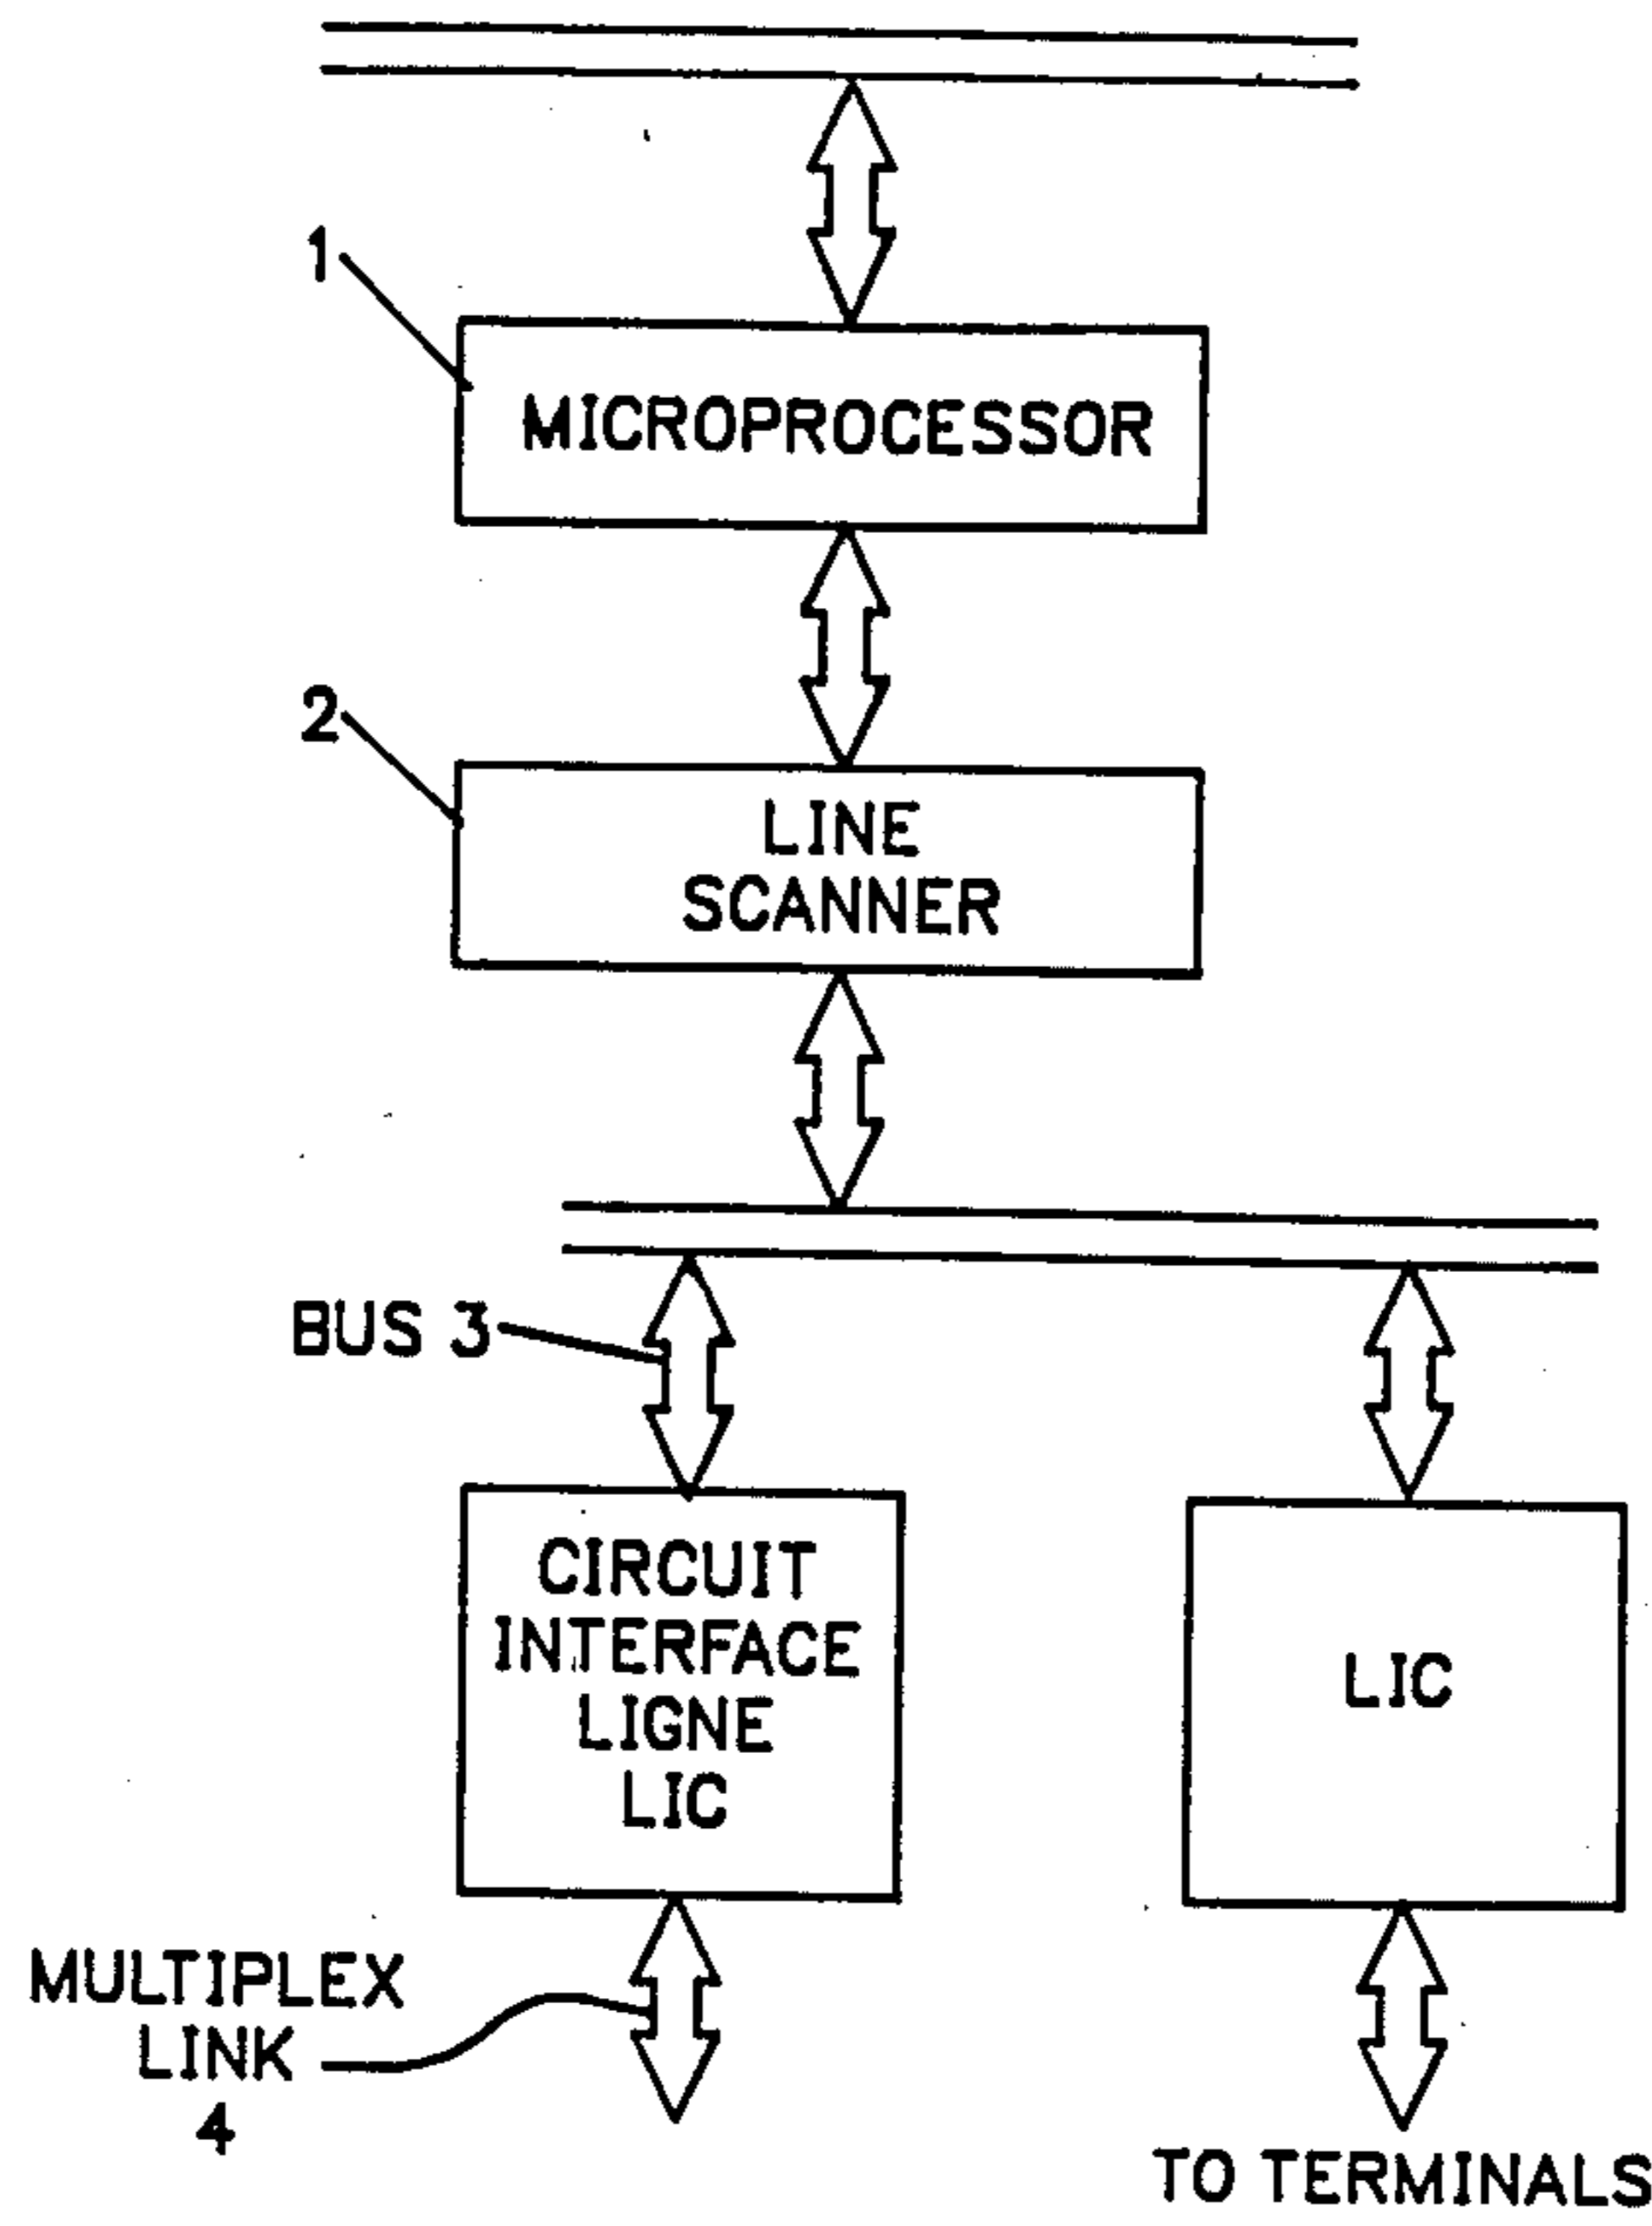 1
MICROPROCESSOR
2
LINE
SCANNER
BUS 3
CIRCUIT
INTERFACE
LIGNE
LIC
LIC
MULTIPLEX
LINK
4
TO TERMINALS